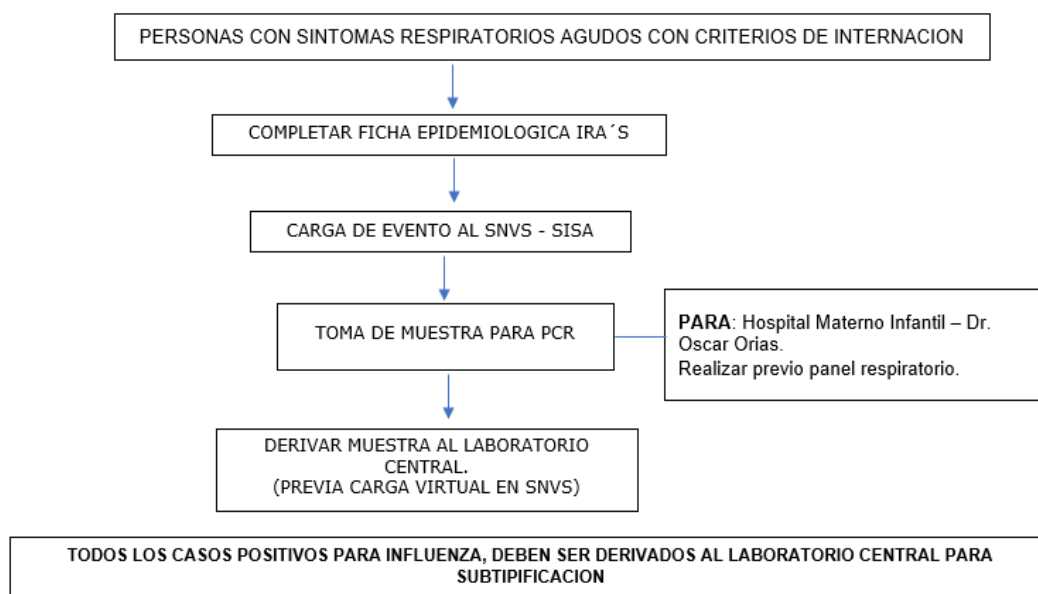 PERSONAS CON SINTOMAS RESPIRATORIOS AGUDOS CON CRITERIOS DE INTERNACION
COMPLETAR FICHA EPIDEMIOLOGICA IRA´S
CARGA DE EVENTO AL SNVS - SISA
TOMA DE MUESTRA PARA PCR
PARA: Hospital Materno Infantil – Dr.
Oscar Orias.
Realizar previo panel respiratorio.
DERIVAR MUESTRA AL LABORATORIO
CENTRAL.
(PREVIA CARGA VIRTUAL EN SNVS)
TODOS LOS CASOS POSITIVOS PARA INFLUENZA, DEBEN SER DERIVADOS AL LABORATORIO CENTRAL PARA
SUBTIPIFICACION